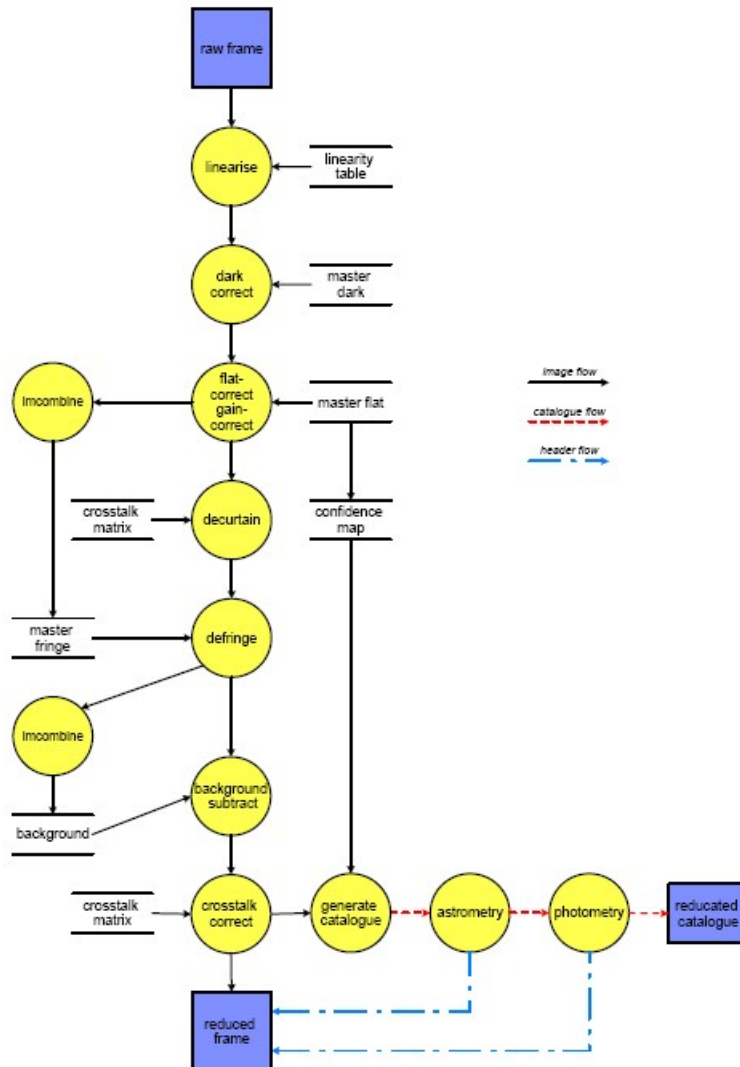 raw frame
linearise
linearity
table
dark
correct
master
dark
imcombine
flat-
correct
gain-
correct
master flat
image flow
catalogue flow
header flow
crosstalk
matrix
decurtain
confidence
map
master
fringe
defringe
imcombine
background
subtract
background
crosstalk
matrix
crosstalk
correct
generate
catalogue
astrometry
photometry
reducated
catalogue
reduced
frame